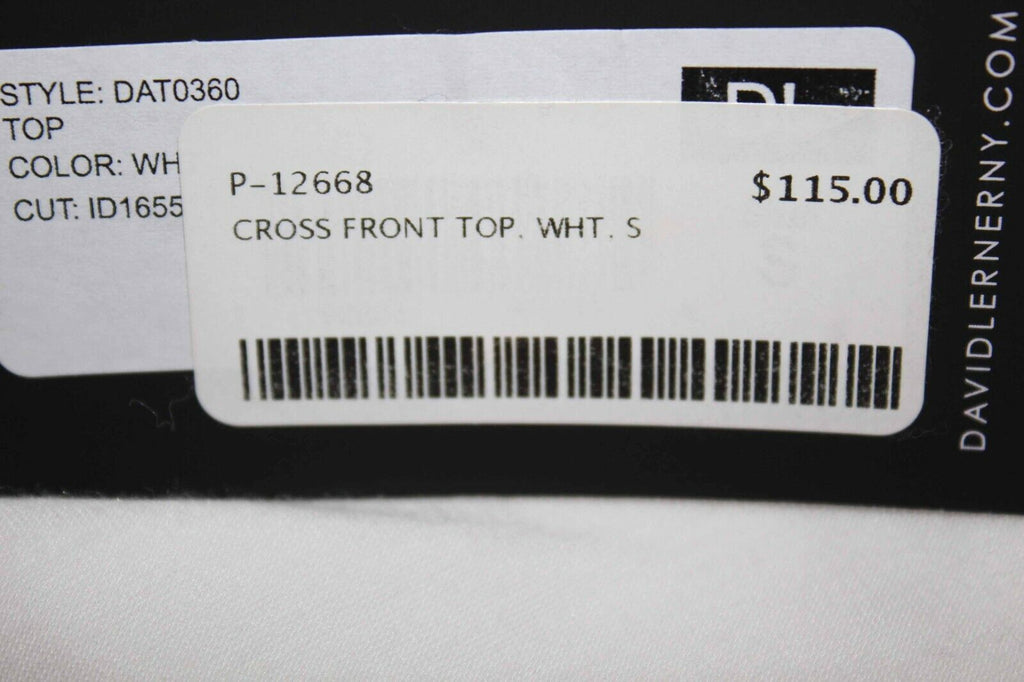 STYLE: DAT0360
TOP
COLOR: WH
CUT: ID1655
P-12668
$115.00
CROSS FRONT TOP. WHT. S
DAVIDLERNERNY.COM